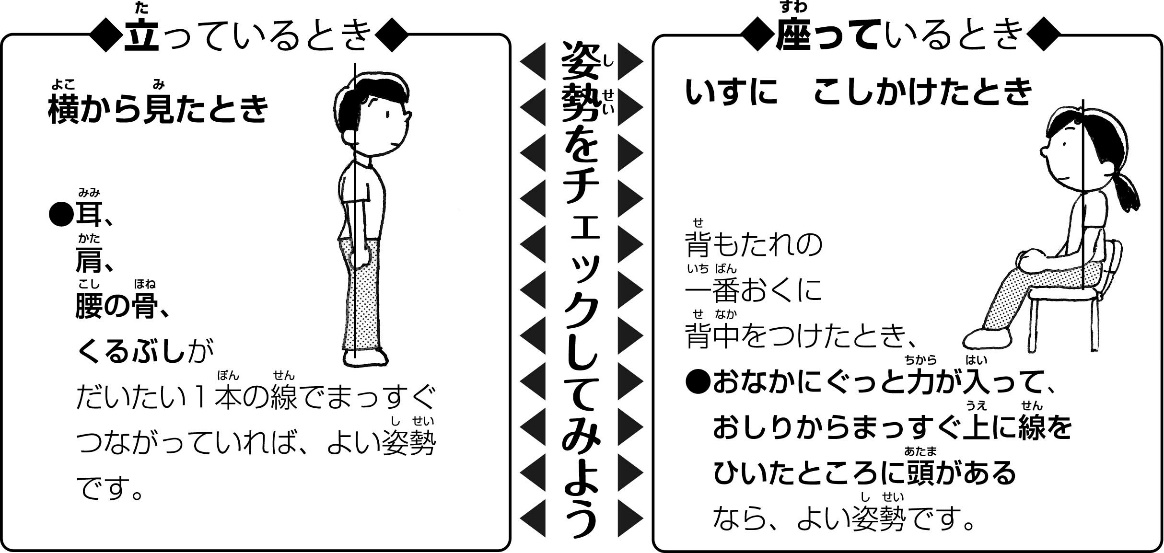 ◆立っているとき◆
横から見たとき
●耳、
肩、
腰の骨、
くるぶしが
だいたい1本の線でまっすぐ
つながっていれば、よい姿勢
です。
姿勢をチェックしてみよう
◆座っているとき◆
いすに　こしかけたとき
背もたれの
一番おくに
背中をつけたとき、
●おなかにぐっと力が入って、
おしりからまっすぐ上に線を
ひいたところに頭がある
なら、よい姿勢です。